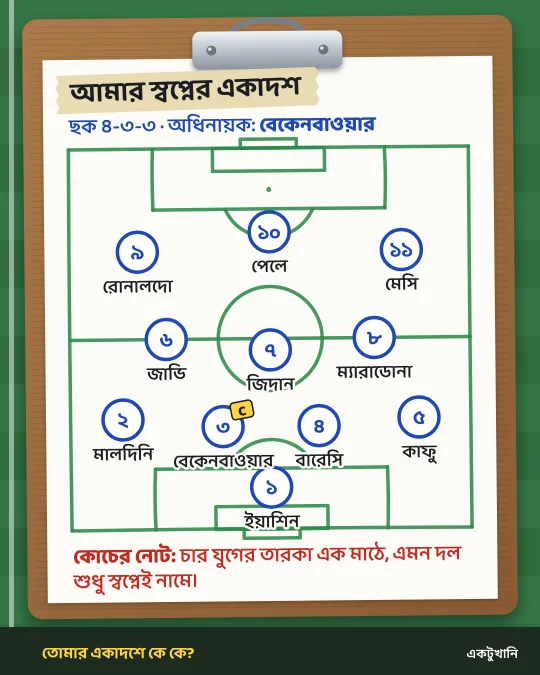 আমার স্বপ্নের একাদশ
ছক ৪-৩-৩ · অধিনায়ক: বেকেনবাওয়ার
৯
রোনালদো
১০
পেলে
১১
মেসি
৬
জাভি
৭
জিদান
৮
ম্যারাডোনা
২
মালদিনি
৩
C
বেকেনবাওয়ার
৪
বারেসি
৫
কাফু
১
ইয়াশিন
কোচের নোট: চার যুগের তারকা এক মাঠে, এমন দল
শুধু স্বপ্নেই নামে।
তোমার একাদশে কে কে?
একটুখানি